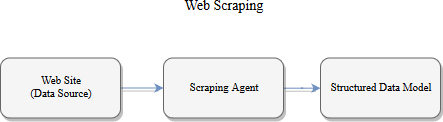 Web Scraping
Web Site
(Data Source)
Scraping Agent
Structured Data Model